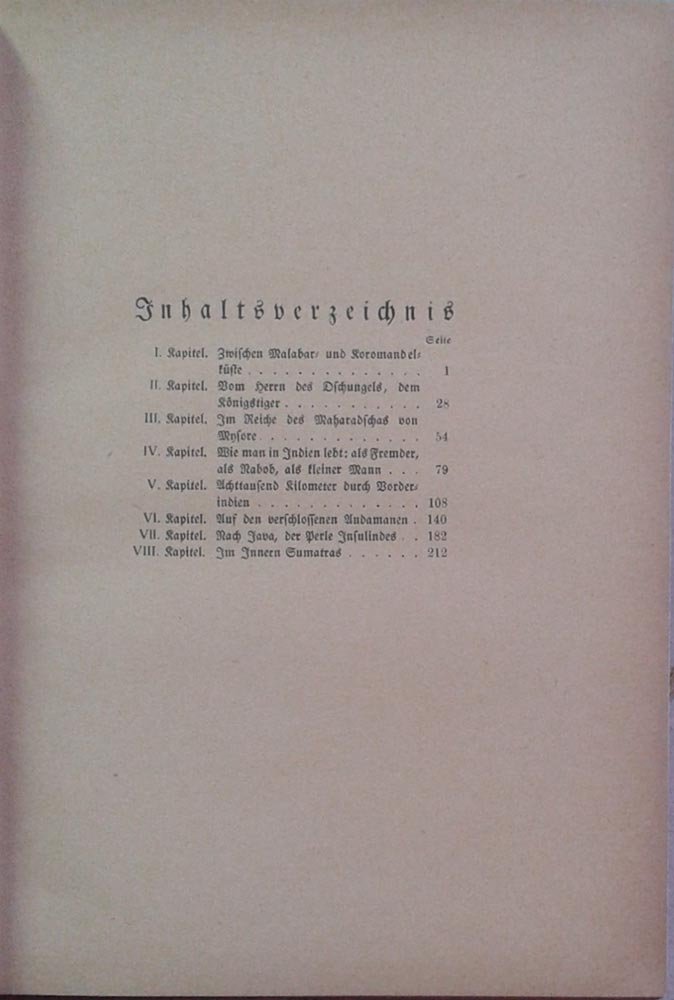 Inhaltsverzeichnis
Seite
I. Kapitel. Zwischen Malabar- und Koromandel-
küste . . . . . . . . . . . . . . 1
II. Kapitel. Vom Herrn des Dschungels, dem
Königstiger . . . . . . . . . . . 28
III. Kapitel. Im Reiche des Maharadschas von
Mysore . . . . . . . . . . . . . 54
IV. Kapitel. Wie man in Indien lebt: als Fremder,
als Nabob, als kleiner Mann . . . 79
V. Kapitel. Achttausend Kilometer durch Vorder-
indien . . . . . . . . . . . . . 108
VI. Kapitel. Auf den verschlossenen Andamanen . 140
VII. Kapitel. Nach Java, der Perle Insulindes . . 182
VIII. Kapitel. Im Innern Sumatras . . . . . . 212